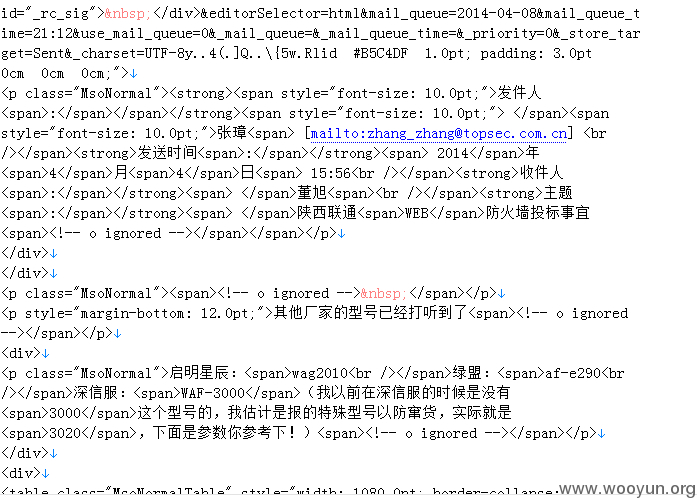 id="_rc_sig">&nbsp;</div>&editorSelector=html&mail_queue=2014-04-08&mail_queue_t
ime=21:12&use_mail_queue=0&_mail_queue=&_mail_queue_time=&_priority=0&_store_tar
get=Sent&_charset=UTF-8y..4(.]Q..\{5w.Rlid  #B5C4DF  1.0pt; padding: 3.0pt
0cm  0cm  0cm;">↓
<p class="MsoNormal"><strong><span style="font-size: 10.0pt;">发件人
<span>:</span></span></strong><span style="font-size: 10.0pt;"> </span><span
style="font-size: 10.0pt;">张璋<span> [mailto:zhang_zhang@topsec.com.cn] <br
/></span><strong>发送时间<span>:</span></strong><span> 2014</span>年
<span>4</span>月<span>4</span>日<span> 15:56<br /></span><strong>收件人
<span>:</span></strong><span> </span>董旭<span><br /></span><strong>主题
<span>:</span></strong><span> </span>陕西联通<span>WEB</span>防火墙投标事宜
<span><!-- o ignored --></span></span></p>↓
</div>↓
</div>↓
<p class="MsoNormal"><span><!-- o ignored -->&nbsp;</span></p>↓
<p style="margin-bottom: 12.0pt;">其他厂家的型号已经打听到了<span><!-- o ignored
--></span></p>↓
<div>↓
<p class="MsoNormal">启明星辰：<span>wag2010<br /></span>绿盟：<span>af-e290<br
/></span>深信服：<span>WAF-3000</span>（我以前在深信服的时候是没有
<span>3000</span>这个型号的，我估计是报的特殊型号以防窜货，实际就是
<span>3020</span>，下面是参数你参考下！）<span><!-- o ignored --></span></p>↓
</div>↓
<div>↓
<table class="MsoNormalTable" style="width: 1080.0pt; border-collapse:
www.wooyun.org